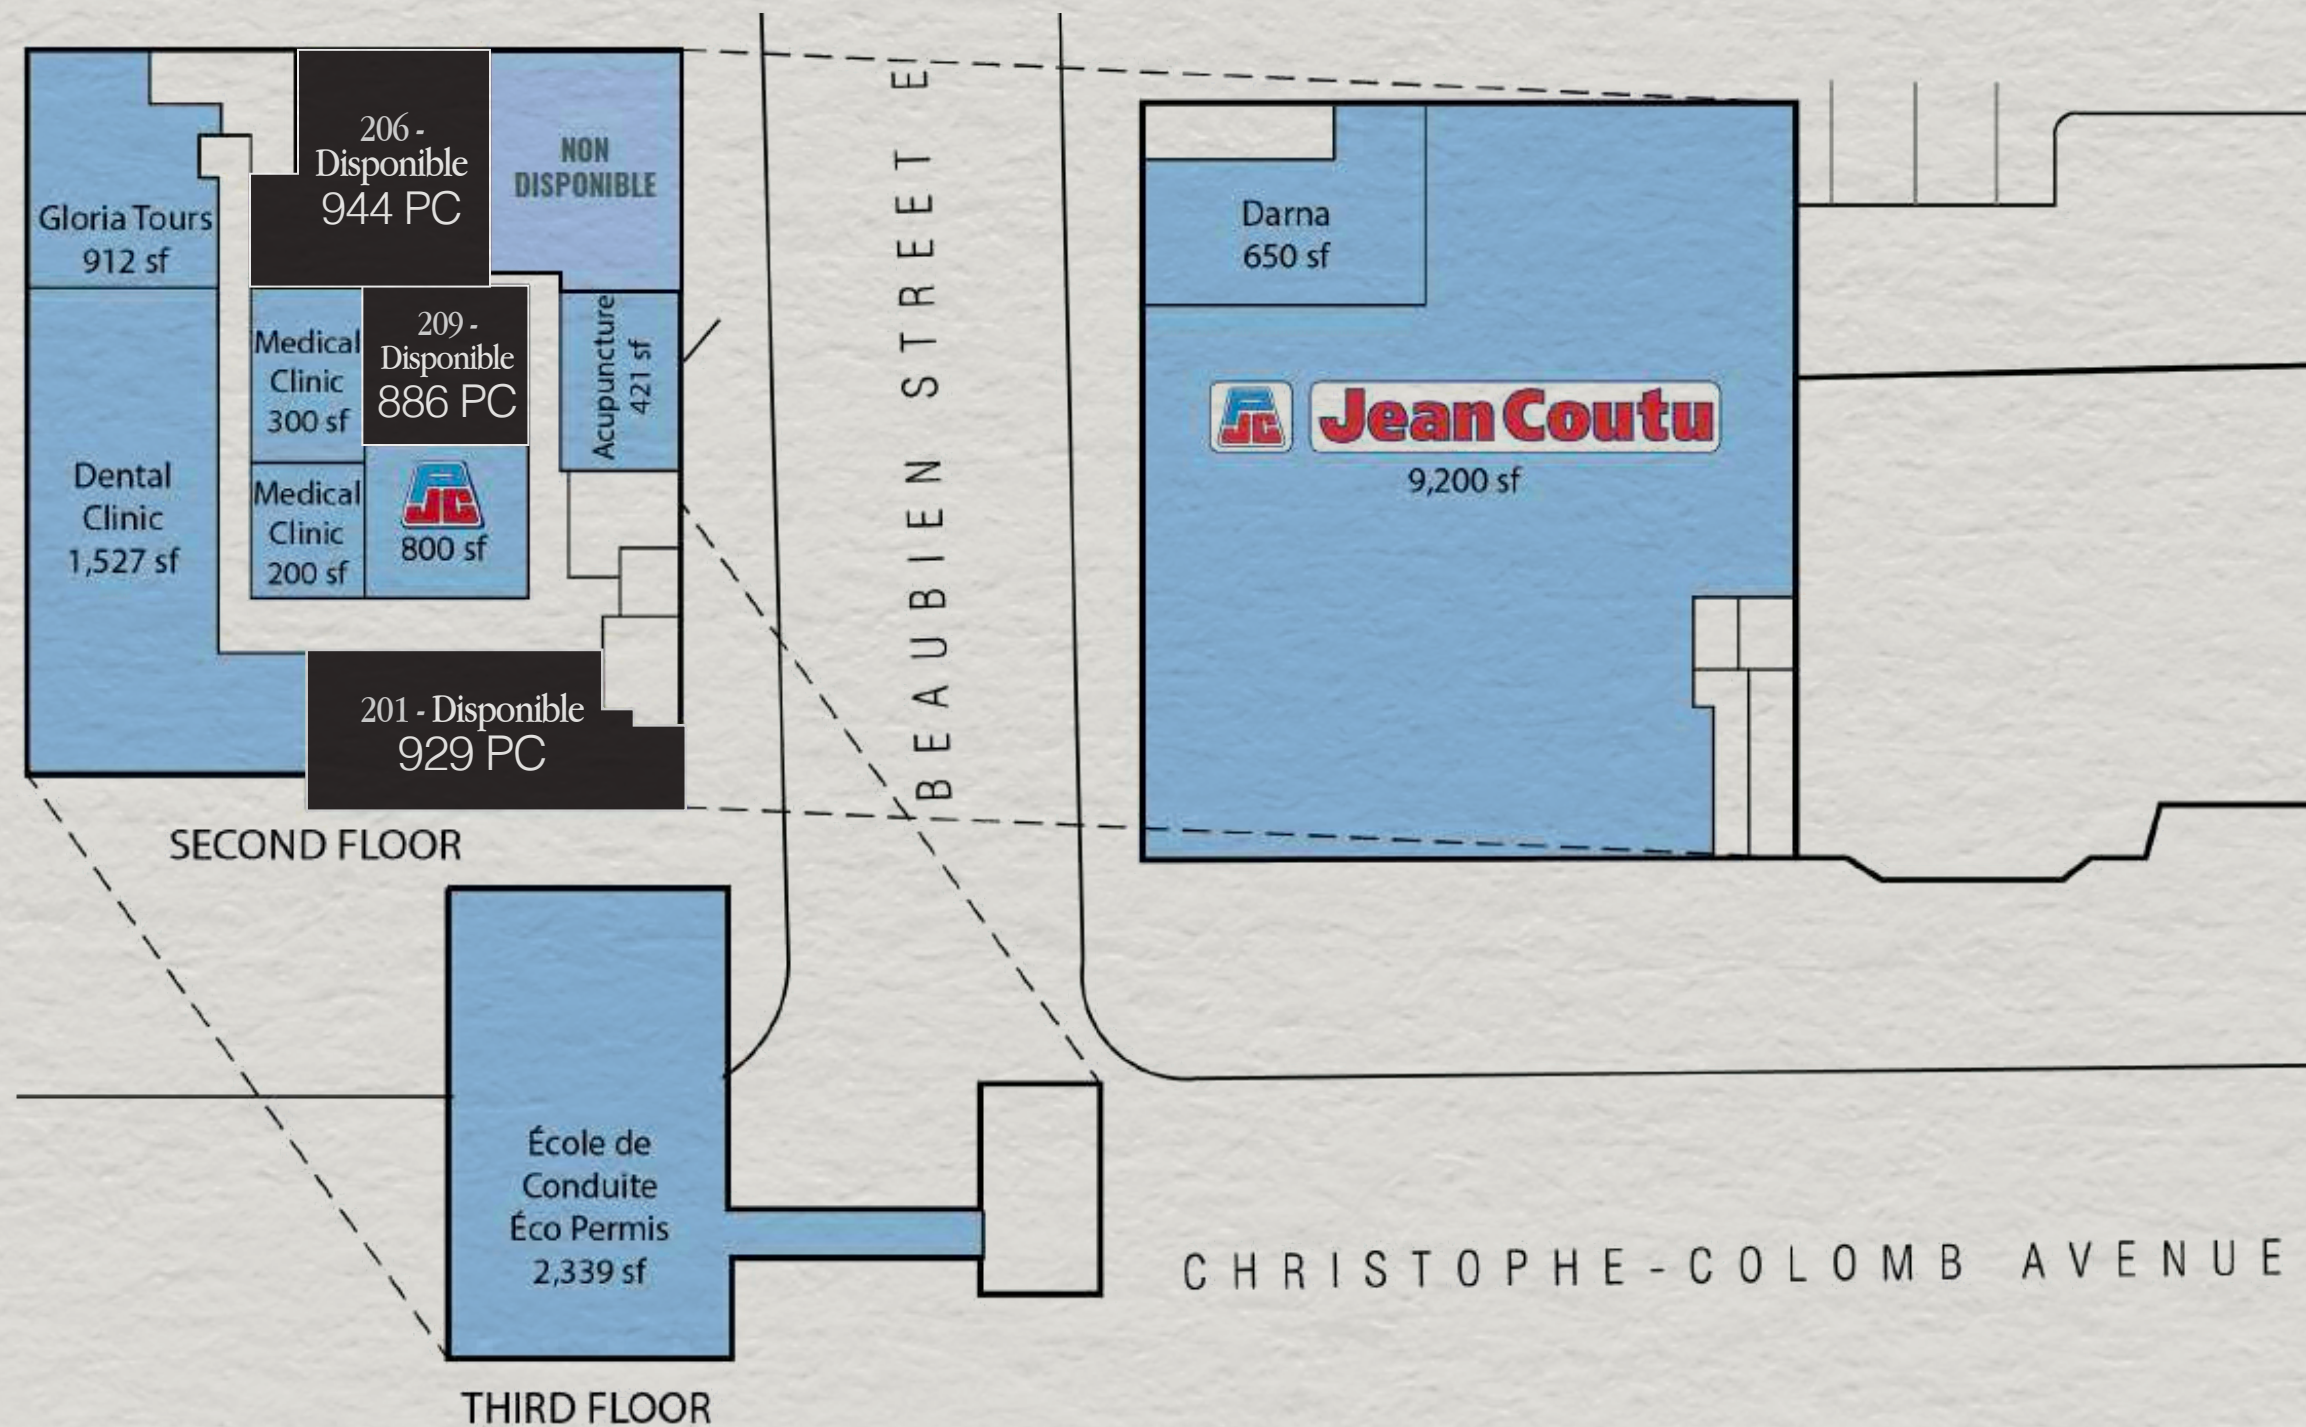 206 -
Disponible
944 PC
NON
DISPONIBLE
Gloria Tours
912 sf
Medical
Clinic
300 sf
209 -
Disponible
886 PC
Acupuncture
421 sf
Dental
Clinic
1,527 sf
Medical
Clinic
200 sf
PJC
800 sf
201 - Disponible
929 PC
SECOND FLOOR
BEAUBIEN STREET E
Darna
650 sf
PJC Jean Coutu
9,200 sf
École de
Conduite
Éco Permis
2,339 sf
THIRD FLOOR
CHRISTOPHE-COLOMB AVENUE